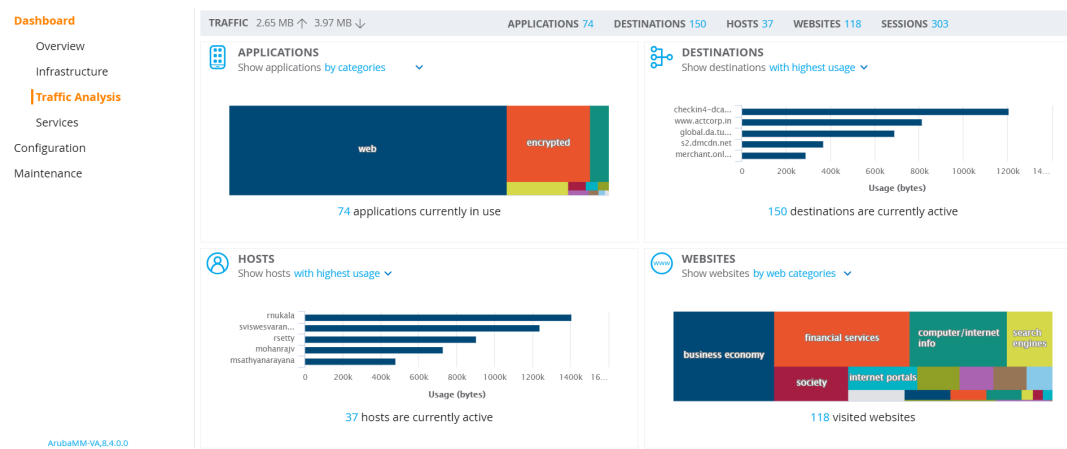 Dashboard
Overview
Infrastructure
Traffic Analysis
Services
Configuration
Maintenance
ArubaMM-VA,8.4.0.0
TRAFFIC 2.65 MB ↑ 3.97 MB ↓ APPLICATIONS 74 DESTINATIONS 150 HOSTS 37 WEBSITES 118 SESSIONS 303
APPLICATIONS
Show applications by categories
web
encrypted
74 applications currently in use
DESTINATIONS
Show destinations with highest usage
checkin4-dca...
www.actcorp.in
global.da.tu...
s2.dmcdn.net
merchant.onl...
0 200k 400k 600k 800k 1000k 1200k 14...
Usage (bytes)
150 destinations are currently active
HOSTS
Show hosts with highest usage
rnukala
sviswesvaran...
rsetty
mohanrajv
msathyanarayana
0 200k 400k 600k 800k 1000k 1200k 1400k 16...
Usage (bytes)
37 hosts are currently active
www
WEBSITES
Show websites by web categories
business economy
financial services
computer/internet
info
search
engines
society
internet portals
118 visited websites